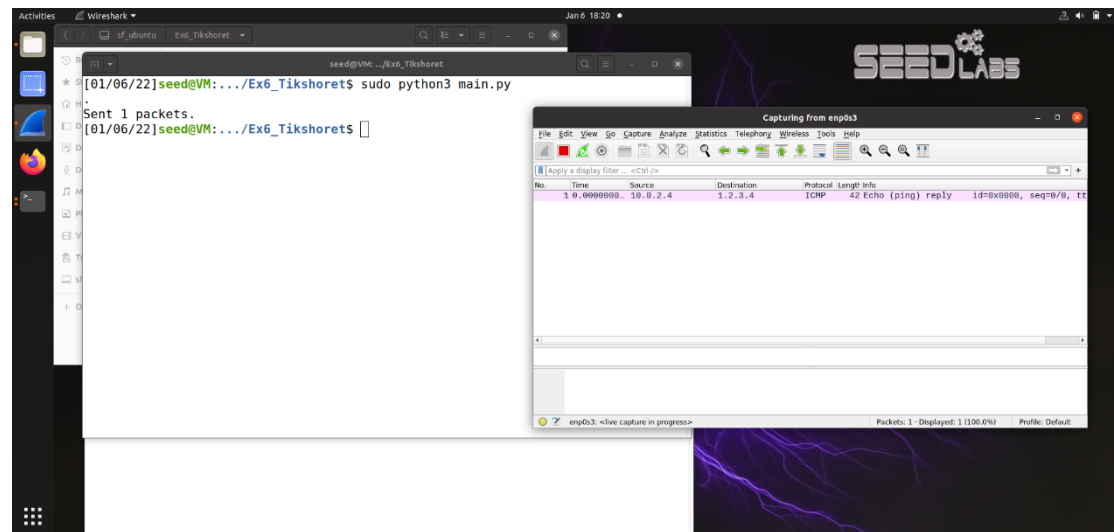 Activities
Wireshark
Jan 6 18:20
sf_ubuntu
Ex6_Tikshoret
SEEDLABS
seed@VM: .../Ex6_Tikshoret
[01/06/22]seed@VM:.../Ex6_Tikshoret$ sudo python3 main.py
.
Sent 1 packets.
[01/06/22]seed@VM:.../Ex6_Tikshoret$
Capturing from enp0s3
File Edit View Go Capture Analyze Statistics Telephony Wireless Tools Help
Apply a display filter ... <Ctrl-/>
No. Time Source Destination Protocol Length Info
1 0.0000000… 10.0.2.4 1.2.3.4 ICMP 42 Echo (ping) reply id=0x0000, seq=0/0, tt
enp0s3: <live capture in progress>
Packets: 1 · Displayed: 1 (100.0%)
Profile: Default